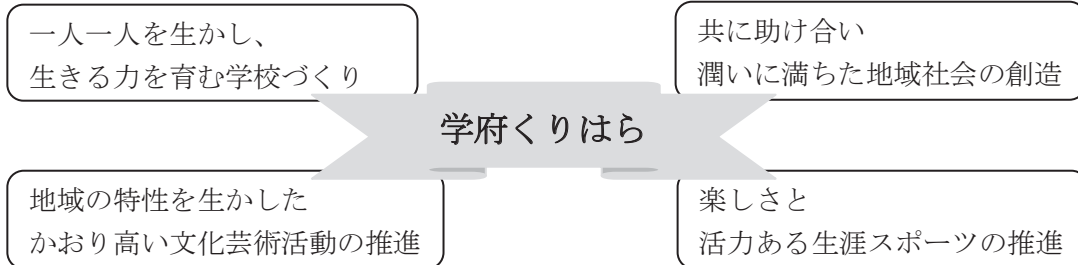 一人一人を生かし、
生きる力を育む学校づくり
共に助け合い
潤いに満ちた地域社会の創造
学府くりはら
地域の特性を生かした
かおり高い文化芸術活動の推進
楽しさと
活力ある生涯スポーツの推進